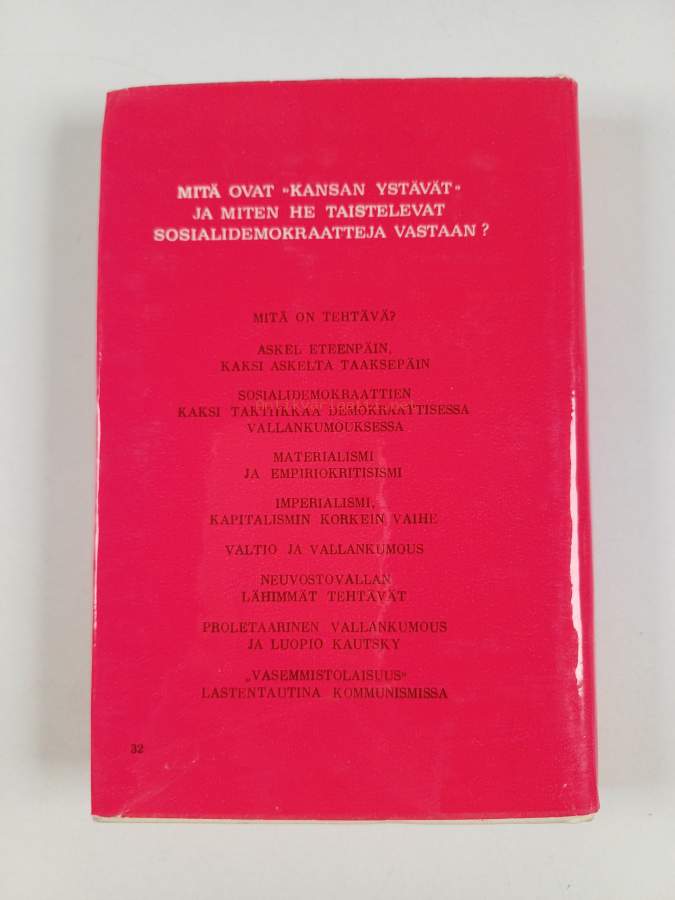 MITÄ OVAT »KANSAN YSTÄVÄT»
JA MITEN HE TAISTELEVAT
SOSIALIDEMOKRAATTEJA VASTAAN?
MITÄ ON TEHTÄVÄ?
ASKEL ETEENPÄIN,
KAKSI ASKELTA TAAKSEPÄIN
SOSIALIDEMOKRAATTIEN
KAKSI TAKTIIKKAA DEMOKRAATTISESSA
VALLANKUMOUKSESSA
MATERIALISMI
JA EMPIRIOKRITISISMI
IMPERIALISMI,
KAPITALISMIN KORKEIN VAIHE
VALTIO JA VALLANKUMOUS
NEUVOSTOVALLAN
LÄHIMMÄT TEHTÄVÄT
PROLETAARINEN VALLANKUMOUS
JA LUOPIO KAUTSKY
„VASEMMISTOLAISUUS»
LASTENTAUTINA KOMMUNISMISSA
32